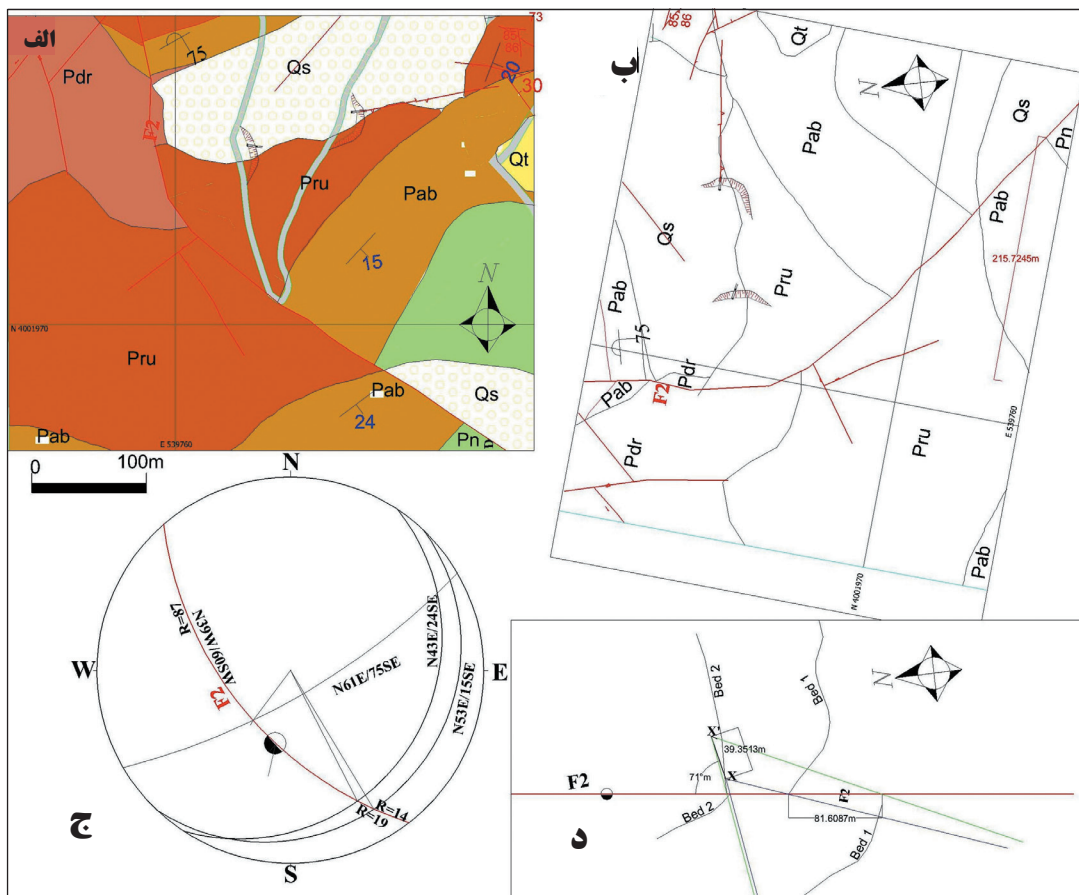 الف
Pdr
75
F2
Qs
73
85
86
20
30
Qt
Pru
Pab
15
N
N 4001970
Pru
Pab
24
Qs
Pab
E 539760
Pn
0 100m
ب
85
86
Qt
N
Qs
Pn
Pab
Pab
215.7245m
Qs
Pru
Pab
75
Pdr
F2
Pab
E 539760
Pdr
Pru
Pab
N 4001970
ج
N
W
E
S
R=87
N39W/60SW
F2
N61E/75SE
N43E/24SE
N53E/15SE
R=14
R=19
د
N
Bed 2
Bed 1
X'
39.3513m
71°m
X
F2
F2
Bed 2
81.6087m
Bed 1